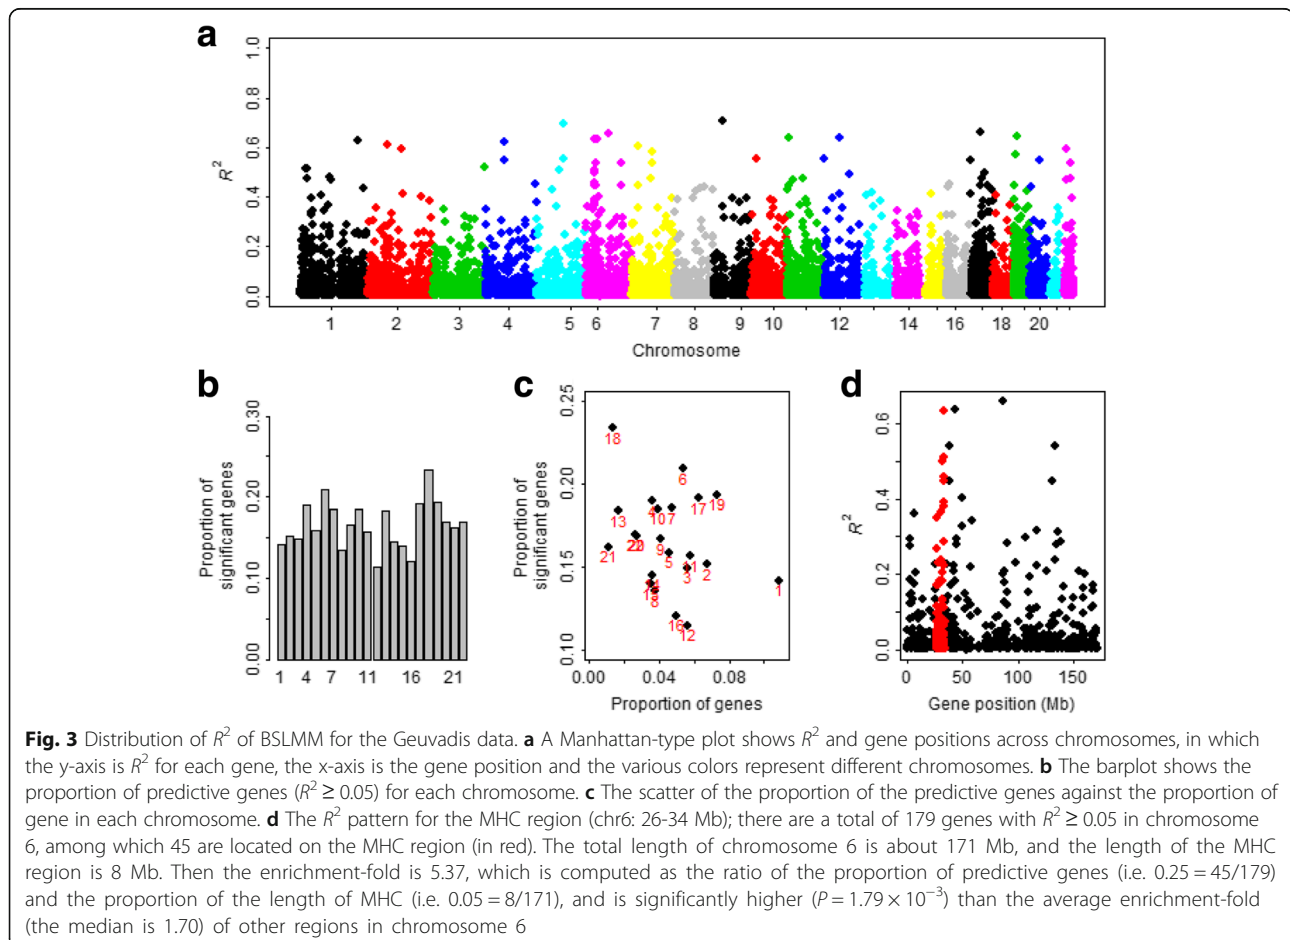 a
1.0
0.8
0.6
0.4
0.2
0.0
R²
1 2 3 4 5 6 7 8 9 10 12 14 16 18 20
Chromosome
b
0.30
0.20
0.10
0.00
Proportion of
significant genes
1 4 7 11 16 21
c
0.25
0.20
0.15
0.10
Proportion of
significant genes
18
6
19
17
4
10
7
13
22
9
21
5
11
3
2
1
8
16
12
0.00 0.04 0.08
Proportion of genes
d
0.6
0.4
0.2
0.0
R²
0 50 100 150
Gene position (Mb)
Fig. 3 Distribution of R² of BSLMM for the Geuvadis data. a A Manhattan-type plot shows R² and gene positions across chromosomes, in which
the y-axis is R² for each gene, the x-axis is the gene position and the various colors represent different chromosomes. b The barplot shows the
proportion of predictive genes (R² ≥ 0.05) for each chromosome. c The scatter of the proportion of the predictive genes against the proportion of
gene in each chromosome. d The R² pattern for the MHC region (chr6: 26-34 Mb); there are a total of 179 genes with R² ≥ 0.05 in chromosome
6, among which 45 are located on the MHC region (in red). The total length of chromosome 6 is about 171 Mb, and the length of the MHC
region is 8 Mb. Then the enrichment-fold is 5.37, which is computed as the ratio of the proportion of predictive genes (i.e. 0.25 = 45/179)
and the proportion of the length of MHC (i.e. 0.05 = 8/171), and is significantly higher (P = 1.79 × 10⁻³) than the average enrichment-fold
(the median is 1.70) of other regions in chromosome 6